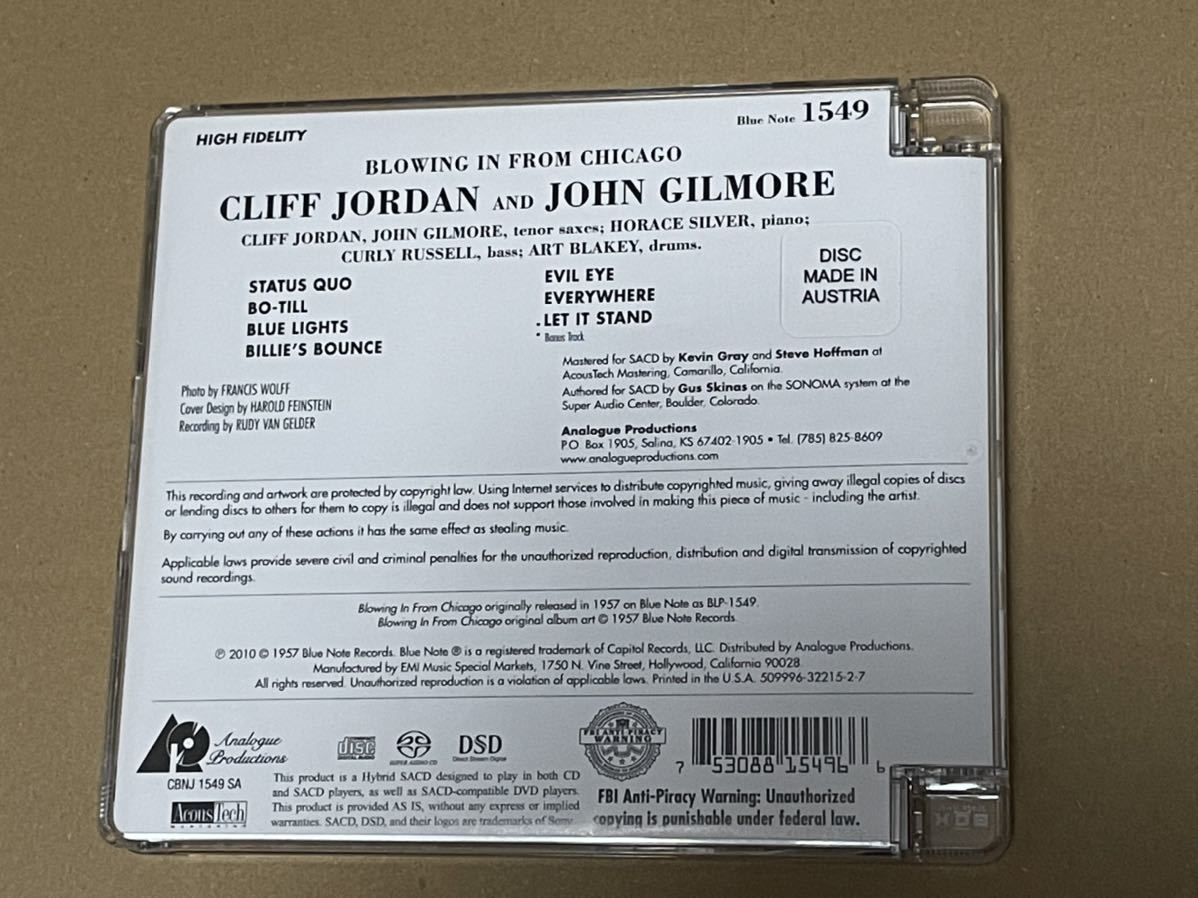 HIGH FIDELITY
Blue Note 1549
BLOWING IN FROM CHICAGO
CLIFF JORDAN AND JOHN GILMORE
CLIFF JORDAN, JOHN GILMORE, tenor saxes; HORACE SILVER, piano;
CURLY RUSSELL, bass; ART BLAKEY, drums.
STATUS QUO
BO-TILL
BLUE LIGHTS
BILLIE'S BOUNCE
EVIL EYE
EVERYWHERE
*LET IT STAND
* Bonus Track
DISC
MADE IN
AUSTRIA
Photo by FRANCIS WOLFF
Cover Design by HAROLD FEINSTEIN
Recording by RUDY VAN GELDER
Mastered for SACD by Kevin Gray and Steve Hoffman at
AcousTech Mastering, Camarillo, California.
Authored for SACD by Gus Skinas on the SONOMA system at the
Super Audio Center, Boulder, Colorado.
Analogue Productions
P.O. Box 1905, Salina, KS 67402-1905 • Tel. (785) 825-8609
www.analogueproductions.com
This recording and artwork are protected by copyright law. Using Internet services to distribute copyrighted music, giving away illegal copies of discs
or lending discs to others for them to copy is illegal and does not support those involved in making this piece of music - including the artist.
By carrying out any of these actions it has the same effect as stealing music.
Applicable laws provide severe civil and criminal penalties for the unauthorized reproduction, distribution and digital transmission of copyrighted
sound recordings.
Blowing In From Chicago originally released in 1957 on Blue Note as BLP-1549.
Blowing In From Chicago original album art © 1957 Blue Note Records.
℗ 2010 © 1957 Blue Note Records. Blue Note ® is a registered trademark of Capitol Records, LLC. Distributed by Analogue Productions.
Manufactured by EMI Music Special Markets, 1750 N. Vine Street, Hollywood, California 90028
All rights reserved. Unauthorized reproduction is a violation of applicable laws. Printed in the U.S.A. 509996-32215-2-7
Analogue
Productions
CBNJ 1549 SA
AcousTech
MASTERING
disc
SUPER AUDIO CD
DSD
Direct Stream Digital
This product is a Hybrid SACD designed to play in both CD
and SACD players, as well as SACD-compatible DVD players.
This product is provided AS IS, without any express or implied
warranties. SACD, DSD, and their logos are trademarks of Sony.
FBI ANTI-PIRACY
WARNING
7 53088 15496 6
FBI Anti-Piracy Warning: Unauthorized
copying is punishable under federal law.